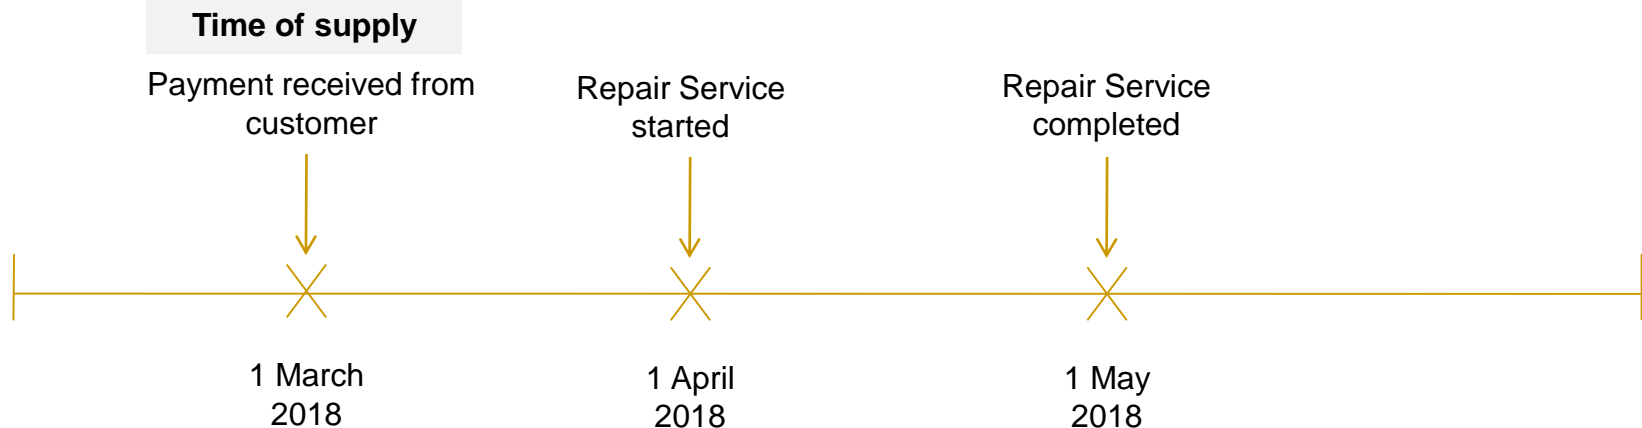 Time of supply
Payment received from
customer
Repair Service
started
Repair Service
completed
1 March
2018
1 April
2018
1 May
2018